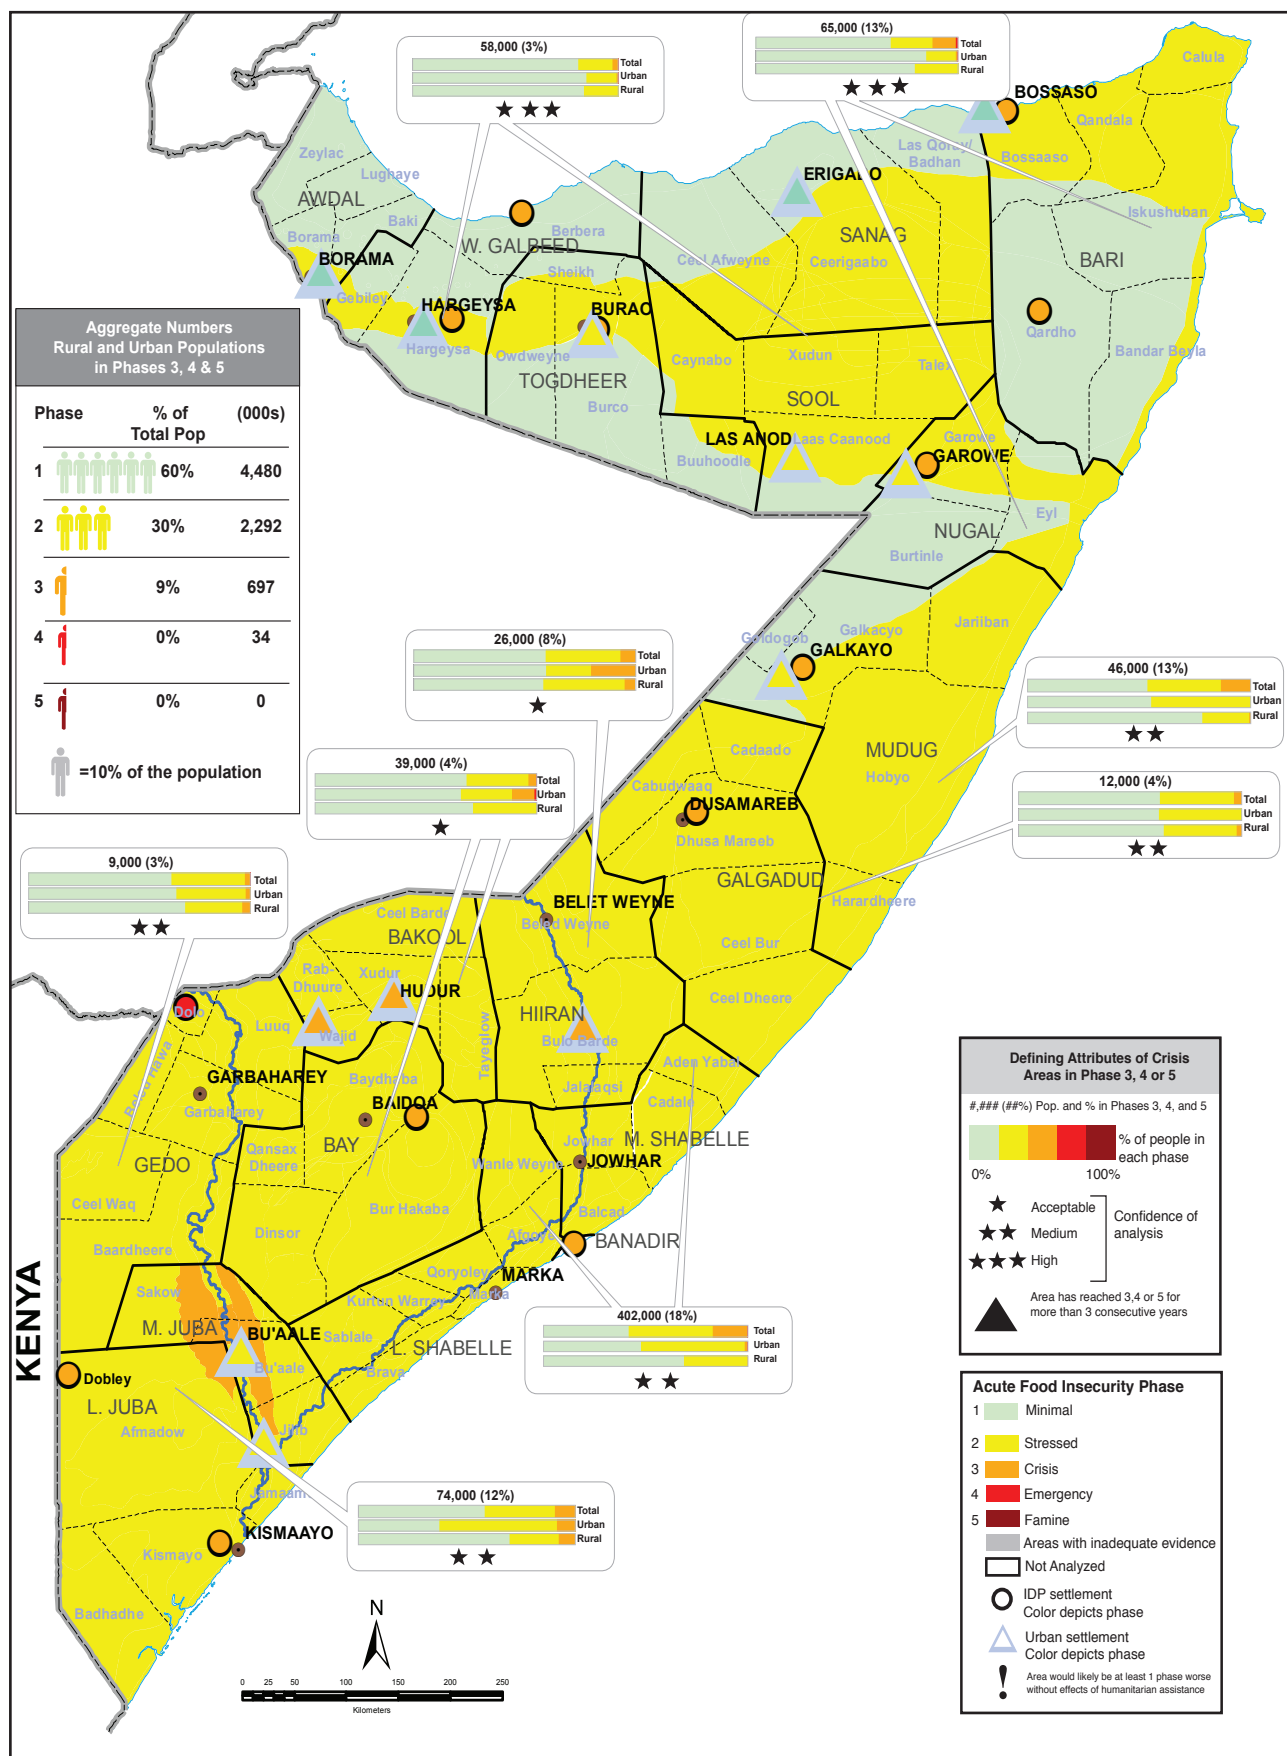 58,000 (3%)
Total
Urban
Rural
65,000 (13%)
Total
Urban
Rural
Calula
BOSSASO
Qandala
Las Qoray/
Badhan
Bossaaso
Zeylac
Lughaye
AWDAL
ERIGABO
Iskushuban
Baki
Borama
Berbera
W. GALBEED
SANAG
BORAMA
Sheikh
Ceel Afweyne
Ceerigaabo
BARI
Gebiley
HARGEYSA
BURAO
Qardho
Hargeysa
Owdweyne
Caynabo
Xudun
Talex
Bandar Beyla
TOGDHEER
Burco
SOOL
LAS ANOD
Laas Caanood
Garowe
GAROWE
Buuhoodle
Eyl
NUGAL
Burtinle
Aggregate Numbers
Rural and Urban Populations
in Phases 3, 4 & 5
Phase
% of
Total Pop
(000s)
1 60% 4,480
2 30% 2,292
3 9% 697
4 0% 34
5 0% 0
=10% of the population
Galkacyo
Jariiban
Goldogob
GALKAYO
26,000 (8%)
Total
Urban
Rural
46,000 (13%)
Total
Urban
Rural
MUDUG
Hobyo
Cadaado
Cabudwaaq
DUSAMAREB
Dhusa Mareeb
39,000 (4%)
Total
Urban
Rural
12,000 (4%)
Total
Urban
Rural
9,000 (3%)
Total
Urban
Rural
GALGADUD
Harardheere
BELET WEYNE
Beled Weyne
Ceel Barde
BAKOOL
Ceel Bur
Rab-
Dhuure
Xudur
HUDUR
Ceel Dheere
Dolo
HIIRAN
Luuq
Wajid
Bulo Barde
Tayeglow
Beled Hawa
Aden Yabal
GARBAHAREY
Baydhaba
Jalalaqsi
Garbaharey
BAIDOA
Cadale
Qansax
Dheere
BAY
Jowhar
M. SHABELLE
GEDO
Wanle Weyne
JOWHAR
Ceel Waq
Bur Hakaba
Balcad
Dinsor
Afgoye
BANADIR
Baardheere
Qoryoley
MARKA
Marka
Sakow
Kurtun Warrey
M. JUBA
BU'AALE
Sablale
L. SHABELLE
Bu'aale
Brava
KENYA
Dobley
L. JUBA
Afmadow
Jilib
Jamaam
402,000 (18%)
Total
Urban
Rural
74,000 (12%)
Total
Urban
Rural
KISMAAYO
Kismayo
Badhadhe
N
0 25 50 100 150 200 250
Kilometers
Defining Attributes of Crisis
Areas in Phase 3, 4 or 5
#,### (##%) Pop. and % in Phases 3, 4, and 5
% of people in
each phase
0% 100%
Acceptable
Medium
High
Confidence of
analysis
Area has reached 3,4 or 5 for
more than 3 consecutive years
Acute Food Insecurity Phase
1 Minimal
2 Stressed
3 Crisis
4 Emergency
5 Famine
Areas with inadequate evidence
Not Analyzed
IDP settlement
Color depicts phase
Urban settlement
Color depicts phase
! Area would likely be at least 1 phase worse
without effects of humanitarian assistance